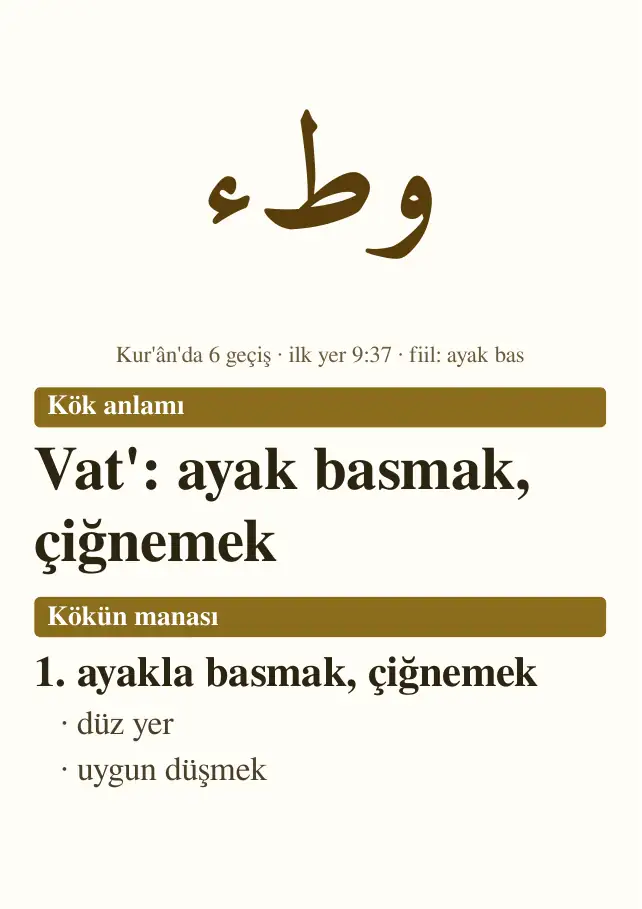 وطء
Kur'ân'da 6 geçiş · ilk yer 9:37 · fiil: ayak bas
Kök anlamı
Vat': ayak basmak,
çiğnemek
Kökün manası
1. ayakla basmak, çiğnemek
· düz yer
· uygun düşmek